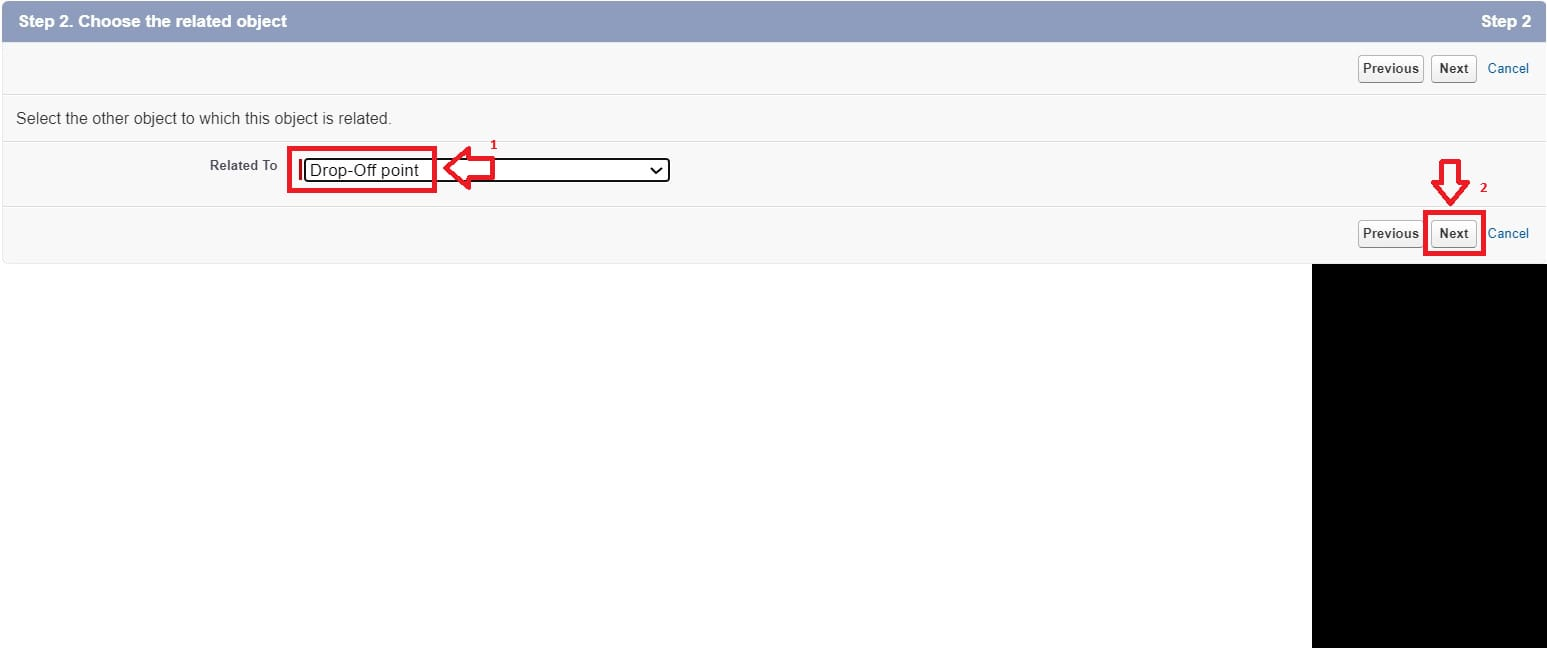 Step 2. Choose the related object Step 2
Previous Next Cancel
Select the other object to which this object is related.
1
Related To Drop-Off point
2
Previous Next Cancel